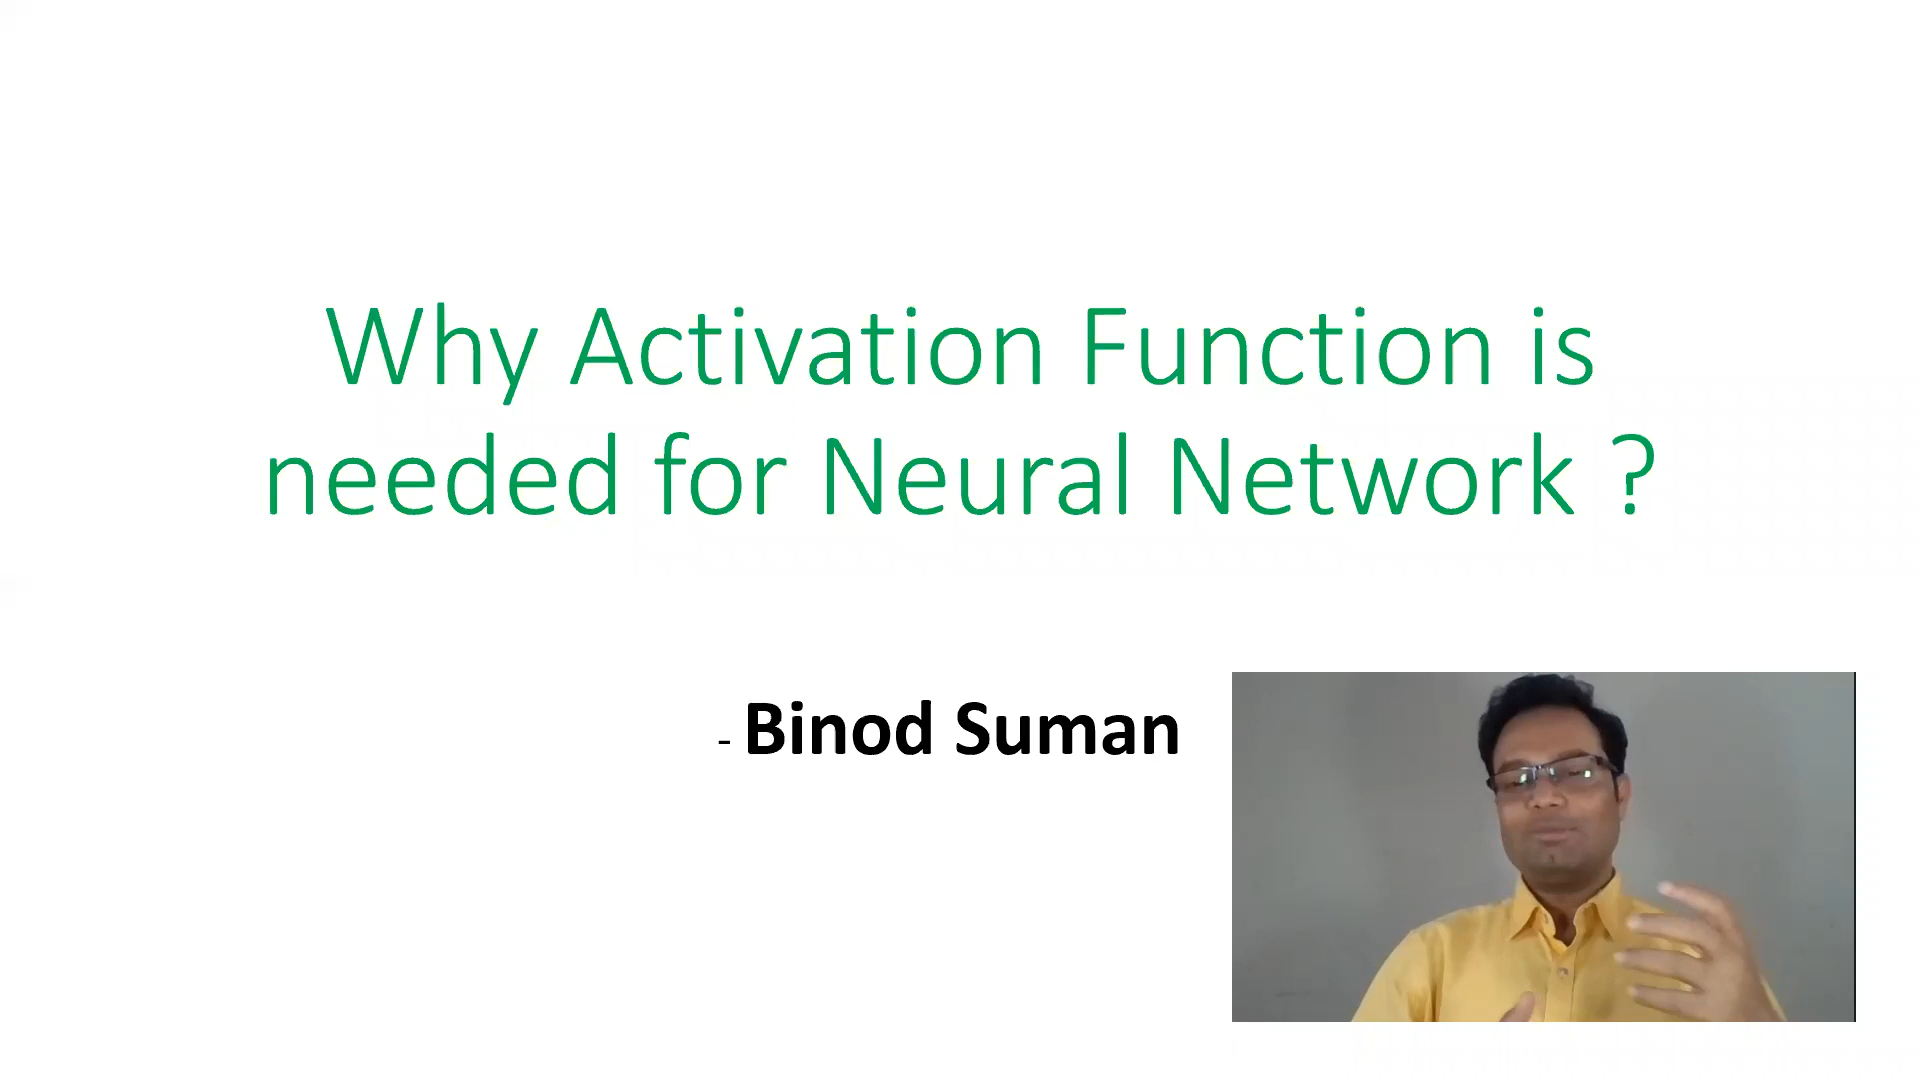 Why Activation Function is
needed for Neural Network ?
- Binod Suman